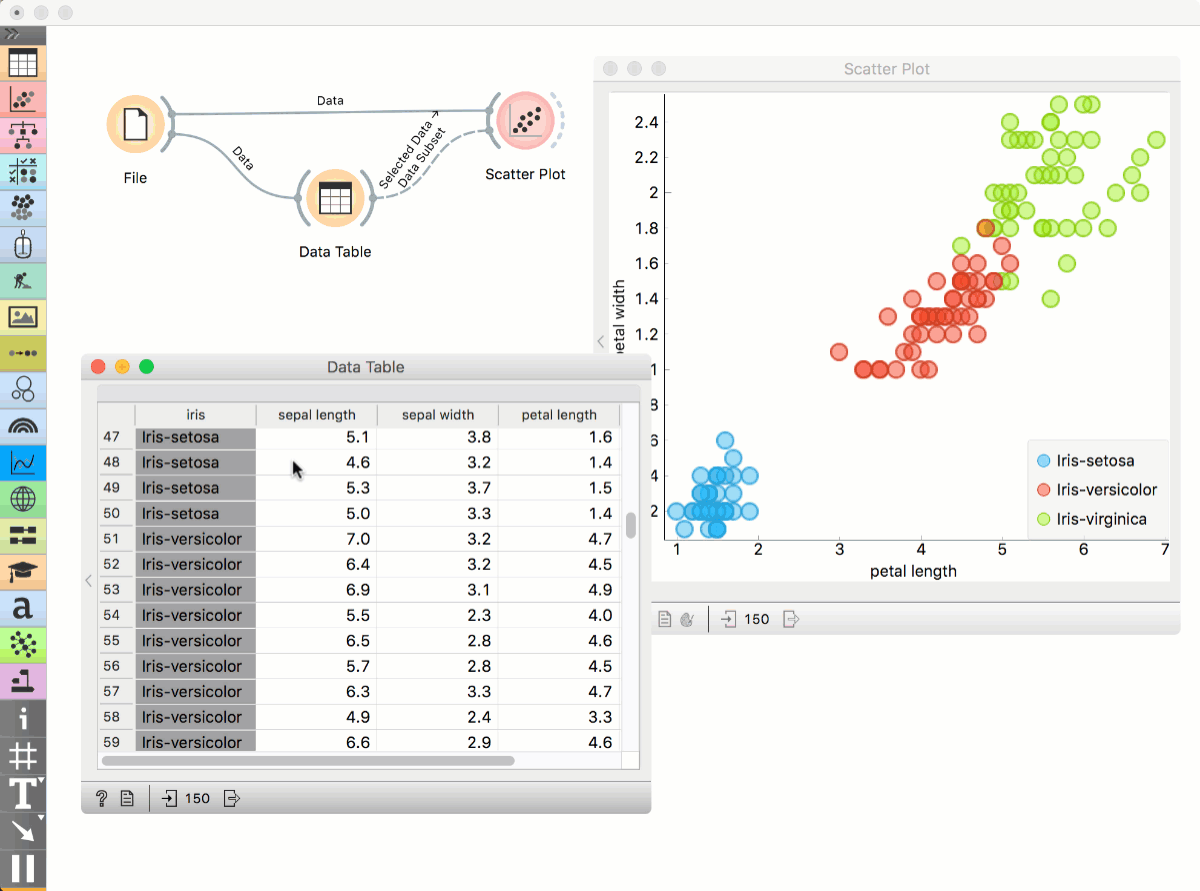 Scatter Plot
Data
File
Data
Selected Data →
Data Subset
Scatter Plot
Data Table
2.4
2.2
2
1.8
1.6
1.4
1.2
1
8
6
4
2
petal width
1 2 3 4 5 6 7
petal length
Iris-setosa
Iris-versicolor
Iris-virginica
150
Data Table
iris sepal length sepal width petal length
47 Iris-setosa 5.1 3.8 1.6
48 Iris-setosa 4.6 3.2 1.4
49 Iris-setosa 5.3 3.7 1.5
50 Iris-setosa 5.0 3.3 1.4
51 Iris-versicolor 7.0 3.2 4.7
52 Iris-versicolor 6.4 3.2 4.5
53 Iris-versicolor 6.9 3.1 4.9
54 Iris-versicolor 5.5 2.3 4.0
55 Iris-versicolor 6.5 2.8 4.6
56 Iris-versicolor 5.7 2.8 4.5
57 Iris-versicolor 6.3 3.3 4.7
58 Iris-versicolor 4.9 2.4 3.3
59 Iris-versicolor 6.6 2.9 4.6
? 150
a
i
#
T